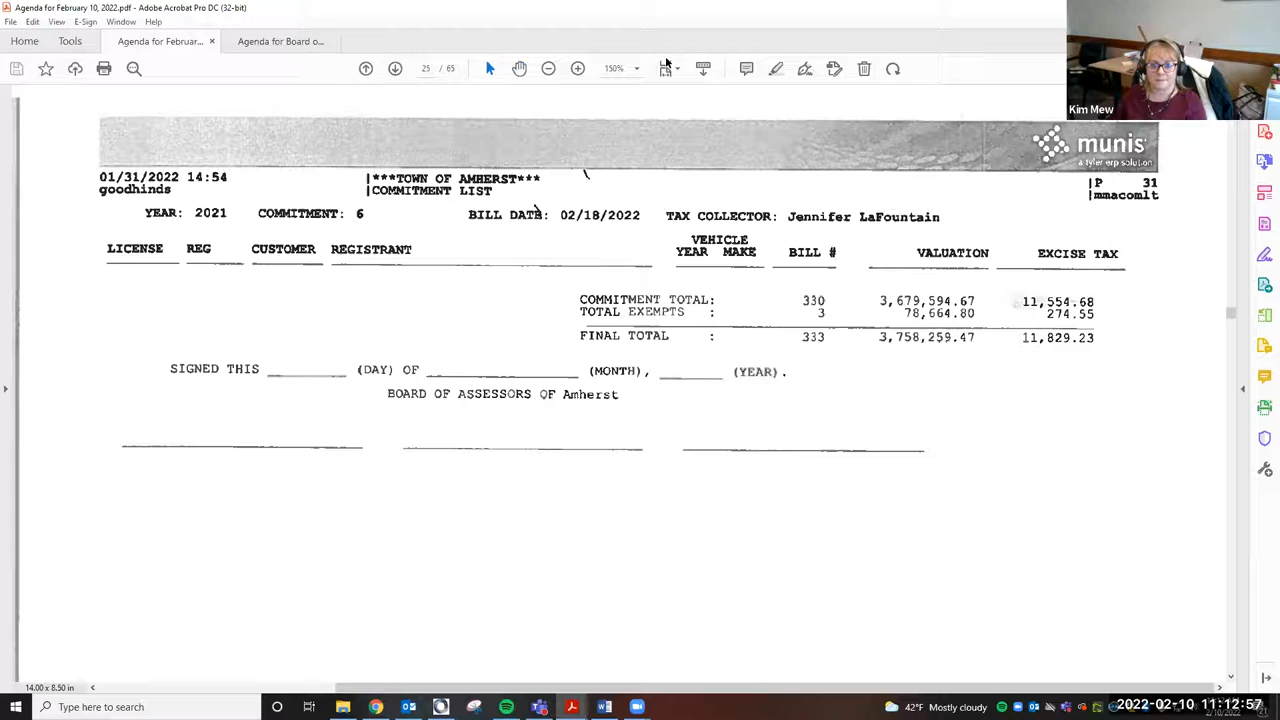 Agenda for February 10, 2022.pdf - Adobe Acrobat Pro DC (32-bit)
File Edit View E-Sign Window Help
Home Tools Agenda for Februar... × Agenda for Board o...
25 / 65 150%
Kim Mew
munis
a tyler erp solution
01/31/2022 14:54 |***TOWN OF AMHERST*** |P 31
goodhinds |COMMITMENT LIST |mmacomlt
YEAR: 2021 COMMITMENT: 6 BILL DATE: 02/18/2022 TAX COLLECTOR: Jennifer LaFountain
VEHICLE
LICENSE REG CUSTOMER REGISTRANT YEAR MAKE BILL # VALUATION EXCISE TAX
COMMITMENT TOTAL: 330 3,679,594.67 11,554.68
TOTAL EXEMPTS : 3 78,664.80 274.55
FINAL TOTAL : 333 3,758,259.47 11,829.23
SIGNED THIS (DAY) OF (MONTH), (YEAR).
BOARD OF ASSESSORS OF Amherst
14.00 x 8.50 in
Type here to search
42°F Mostly cloudy
2022-02-10 11:12:57